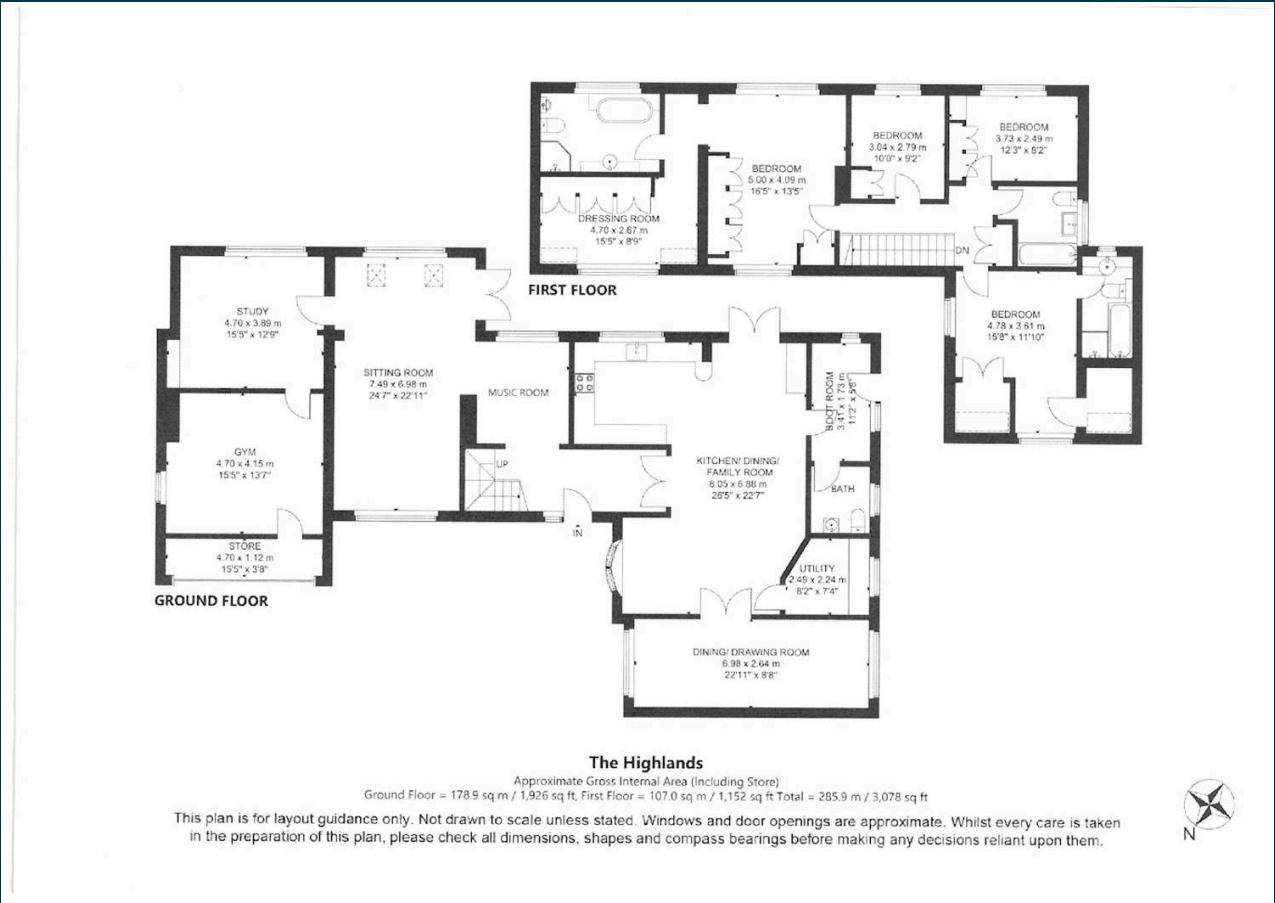 BEDROOM
3.04 x 2.79 m
10'0" x 9'2"
BEDROOM
3.73 x 2.49 m
12'3" x 8'2"
BEDROOM
5.00 x 4.09 m
16'5" x 13'5"
DRESSING ROOM
4.70 x 2.67 m
15'5" x 8'9"
DN
FIRST FLOOR
BEDROOM
4.78 x 3.61 m
15'8" x 11'10"
STUDY
4.70 x 3.89 m
15'5" x 12'9"
SITTING ROOM
7.49 x 6.98 m
24'7" x 22'11"
MUSIC ROOM
BOOT ROOM
3.41 x 1.73 m
11'2" x 5'8"
GYM
4.70 x 4.15 m
15'5" x 13'7"
UP
KITCHEN/ DINING/
FAMILY ROOM
8.05 x 6.88 m
26'5" x 22'7"
BATH
IN
STORE
4.70 x 1.12 m
15'5" x 3'8"
UTILITY
2.49 x 2.24 m
8'2" x 7'4"
GROUND FLOOR
DINING/ DRAWING ROOM
6.98 x 2.64 m
22'11" x 8'8"
The Highlands
Approximate Gross Internal Area (Including Store)
Ground Floor = 178.9 sq m / 1,926 sq ft, First Floor = 107.0 sq m / 1,152 sq ft Total = 285.9 m / 3,078 sq ft
This plan is for layout guidance only. Not drawn to scale unless stated. Windows and door openings are approximate. Whilst every care is taken
in the preparation of this plan, please check all dimensions, shapes and compass bearings before making any decisions reliant upon them.
N